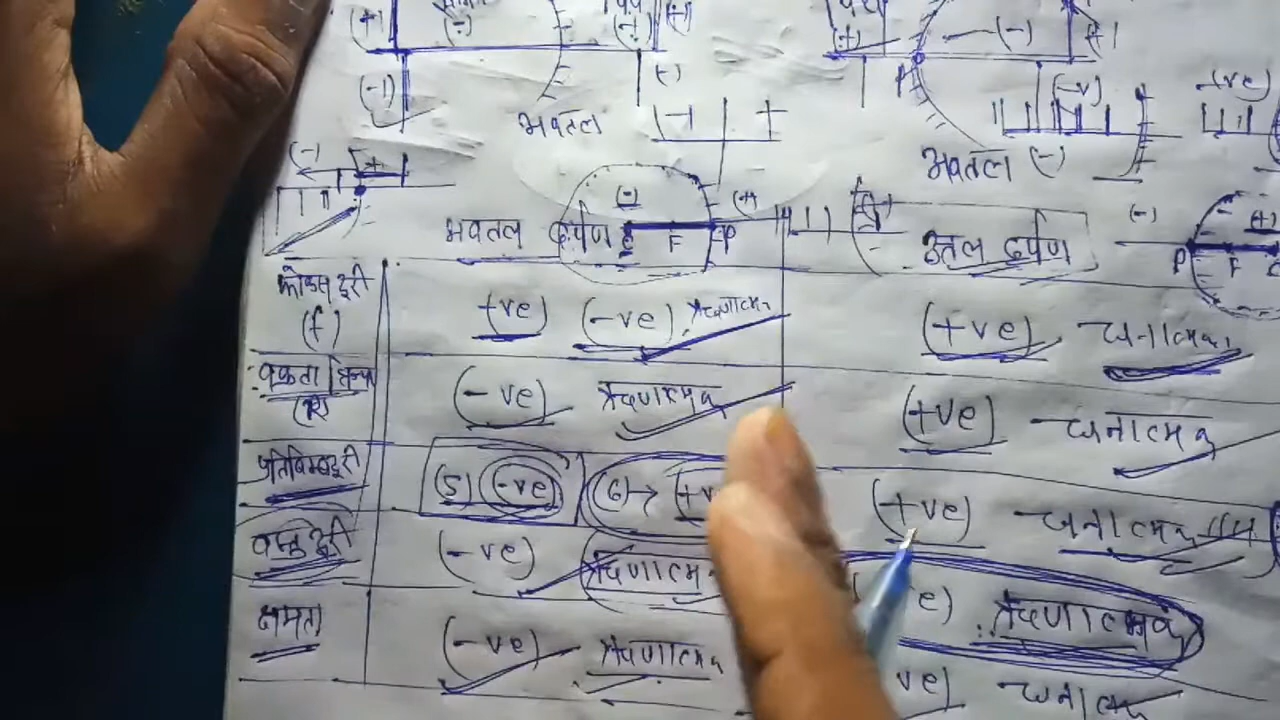 (+) (-) (-) (+)
(+) (-) (-)
(-) (-)
(-ve) (+ve)
अवतल - +
अवतल (-)
(-) +
अवतल दर्पण (-) C F P (+)
उत्तल दर्पण (-) (+) P F C
फोकस दूरी (f) +ve) (-ve) ऋणात्मक (+ve) धनात्मक
वक्रता त्रिज्या (R) (-ve) ऋणात्मक (+ve) धनात्मक
प्रतिबिम्ब दूरी (5) (-ve) (6)→ (+ve) धनात्मक
वस्तु दूरी (-ve) ऋणात्म ऋणात्मक
क्षमता (-ve) ऋणात्मक ve) धनात्मक